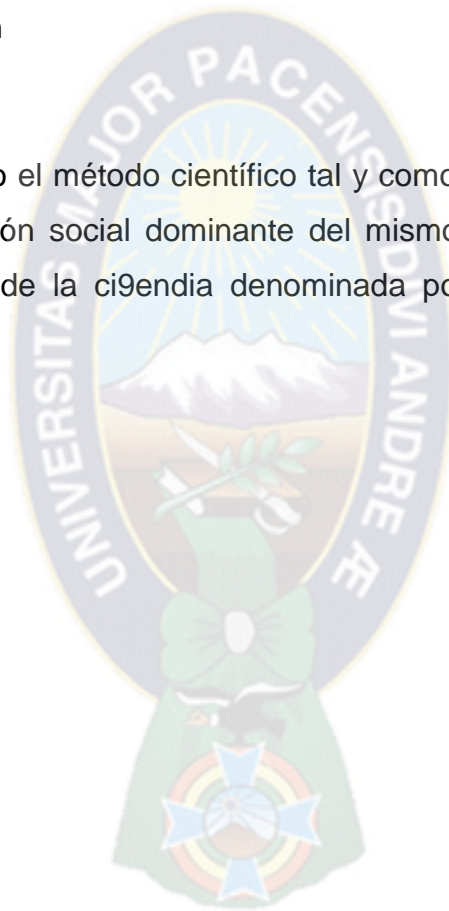 n
o el método científico tal y como
ón social dominante del mismo
de la ci9endia denominada po
UNIVERSITAS MAJOR PACENSIS DIVI ANDRE Æ